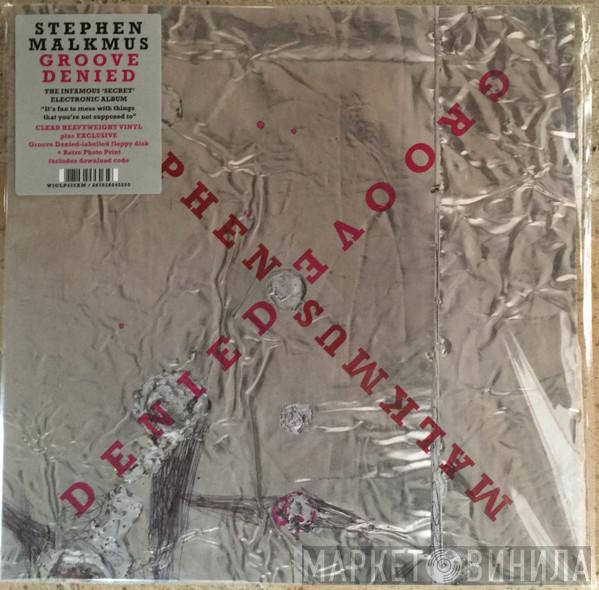 STEPHEN
MALKMUS
GROOVE
DENIED
THE INFAMOUS 'SECRET'
ELECTRONIC ALBUM
"It's fun to mess with things
that you're not supposed to"
CLEAR HEAVYWEIGHT VINYL
plus EXCLUSIVE
Groove Denied-labelled floppy disk
+ Retro Photo Print
includes download code
GROOVE
DENIED
PHEN
MALKMUS
МАРКЕТ ВИНИЛА